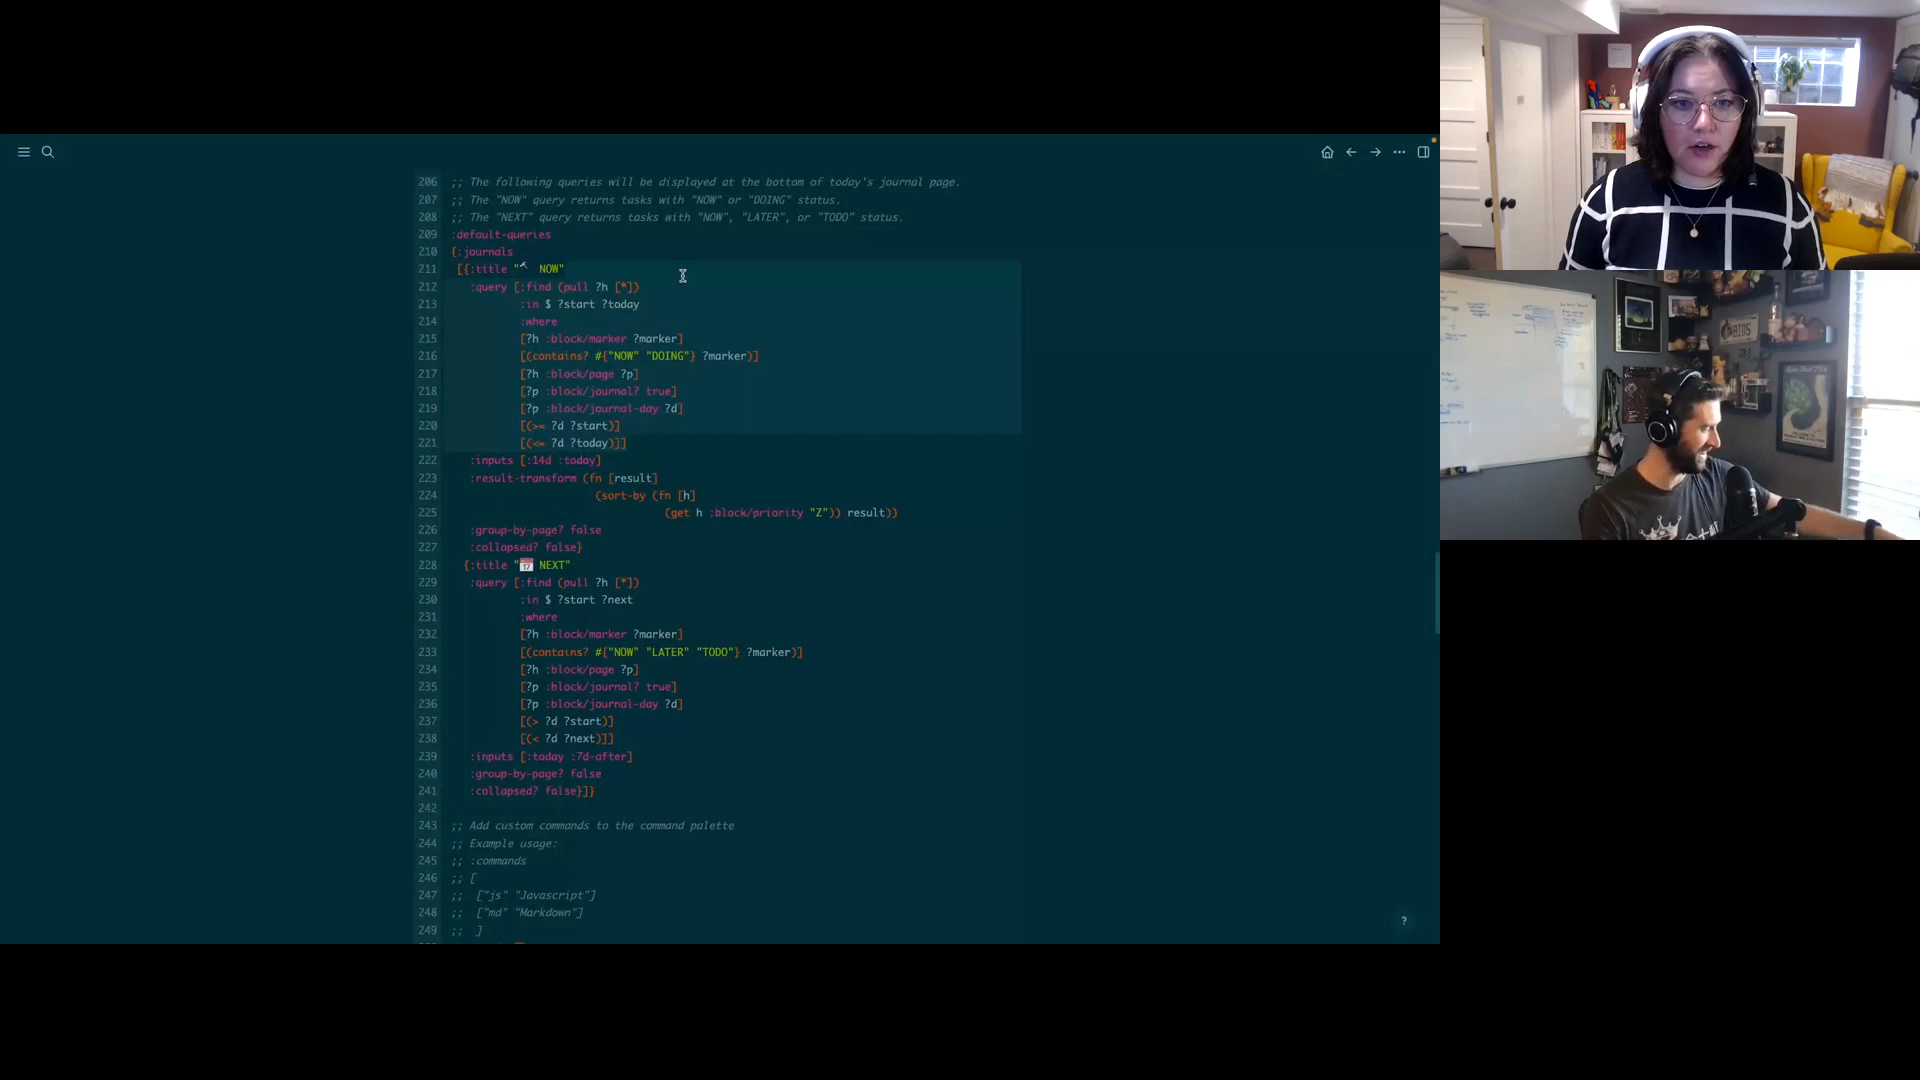 206 ;; The following queries will be displayed at the bottom of today's journal page.
207 ;; The "NOW" query returns tasks with "NOW" or "DOING" status.
208 ;; The "NEXT" query returns tasks with "NOW", "LATER", or "TODO" status.
209 :default-queries
210 {:journals
211 [{:title "🔨 NOW"
212 :query [:find (pull ?h [*])
213 :in $ ?start ?today
214 :where
215 [?h :block/marker ?marker]
216 [(contains? #{"NOW" "DOING"} ?marker)]
217 [?h :block/page ?p]
218 [?p :block/journal? true]
219 [?p :block/journal-day ?d]
220 [(>= ?d ?start)]
221 [(<= ?d ?today)]]
222 :inputs [:14d :today]
223 :result-transform (fn [result]
224 (sort-by (fn [h]
225 (get h :block/priority "Z")) result))
226 :group-by-page? false
227 :collapsed? false}
228 {:title "📅 NEXT"
229 :query [:find (pull ?h [*])
230 :in $ ?start ?next
231 :where
232 [?h :block/marker ?marker]
233 [(contains? #{"NOW" "LATER" "TODO"} ?marker)]
234 [?h :block/page ?p]
235 [?p :block/journal? true]
236 [?p :block/journal-day ?d]
237 [(> ?d ?start)]
238 [(< ?d ?next)]]
239 :inputs [:today :7d-after]
240 :group-by-page? false
241 :collapsed? false}]}
242
243 ;; Add custom commands to the command palette
244 ;; Example usage:
245 ;; :commands
246 ;; [
247 ;; ["js" "Javascript"]
248 ;; ["md" "Markdown"]
249 ;; ]
?